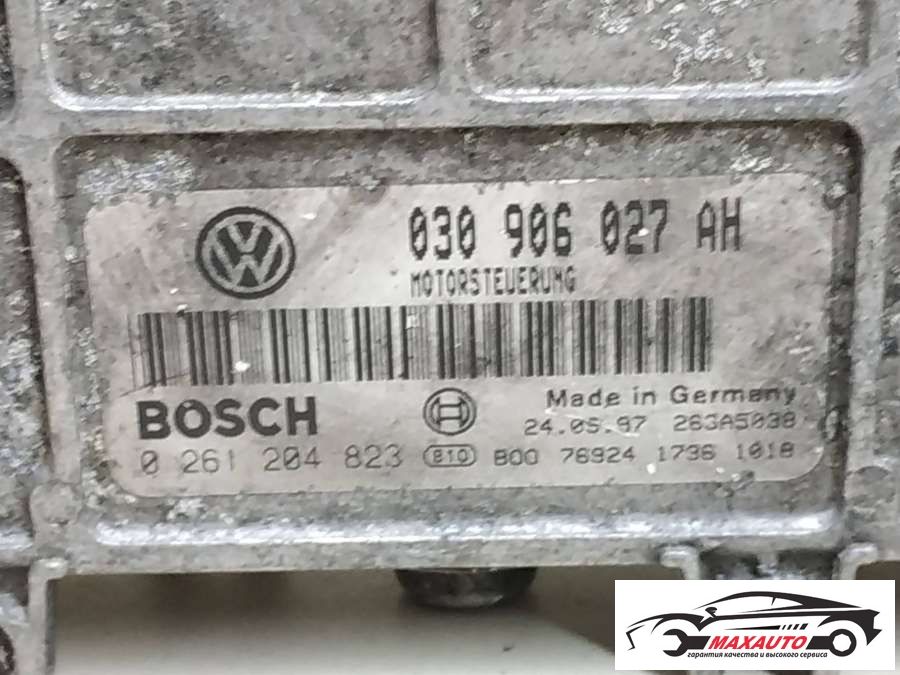 030 906 027 AH
MOTORSTEUERUNG
BOSCH
Made in Germany
24.05.97 263A5038
0 261 204 823 B10 B00 76924 1736 1018
MAXAUTO
гарантия качества и высокого сервиса